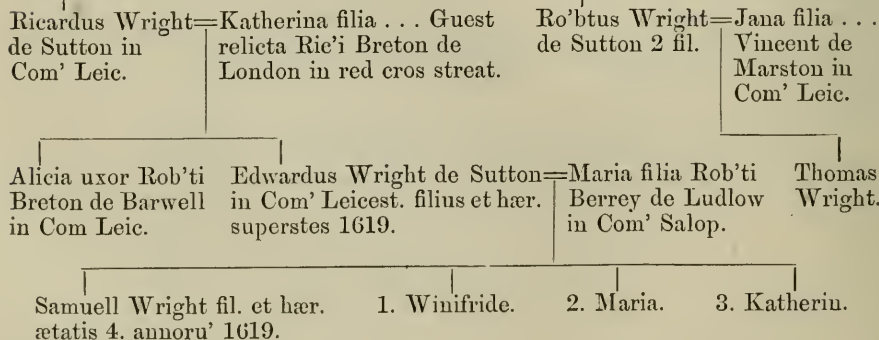 Ricardus Wright=Katherina filia . . . Guest
de Sutton in
Com' Leic.
relicta Ric'i Breton de
London in red cros streat.
Ro'btus Wright=Jana filia . . .
de Sutton 2 fil.
Vincent de
Marston in
Com' Leic.
Alicia uxor Rob'ti
Breton de Barwell
in Com Leic.
Edwardus Wright de Sutton=Maria filia Rob'ti
in Com' Leicest. filius et hær.
superstes 1619.
Berrey de Ludlow
in Com' Salop.
Thomas
Wright.
Samuell Wright fil. et hær.
ætatis 4. annoru' 1619.
1. Winifride.
2. Maria.
3. Katherin.